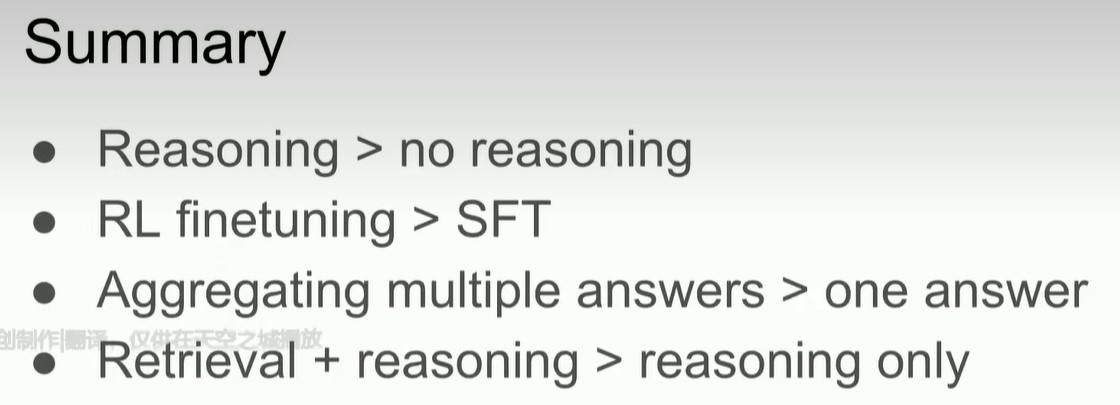 Summary
● Reasoning > no reasoning
● RL finetuning > SFT
● Aggregating multiple answers > one answer
创制作|翻译，仅供在天空之城播放
● Retrieval + reasoning > reasoning only